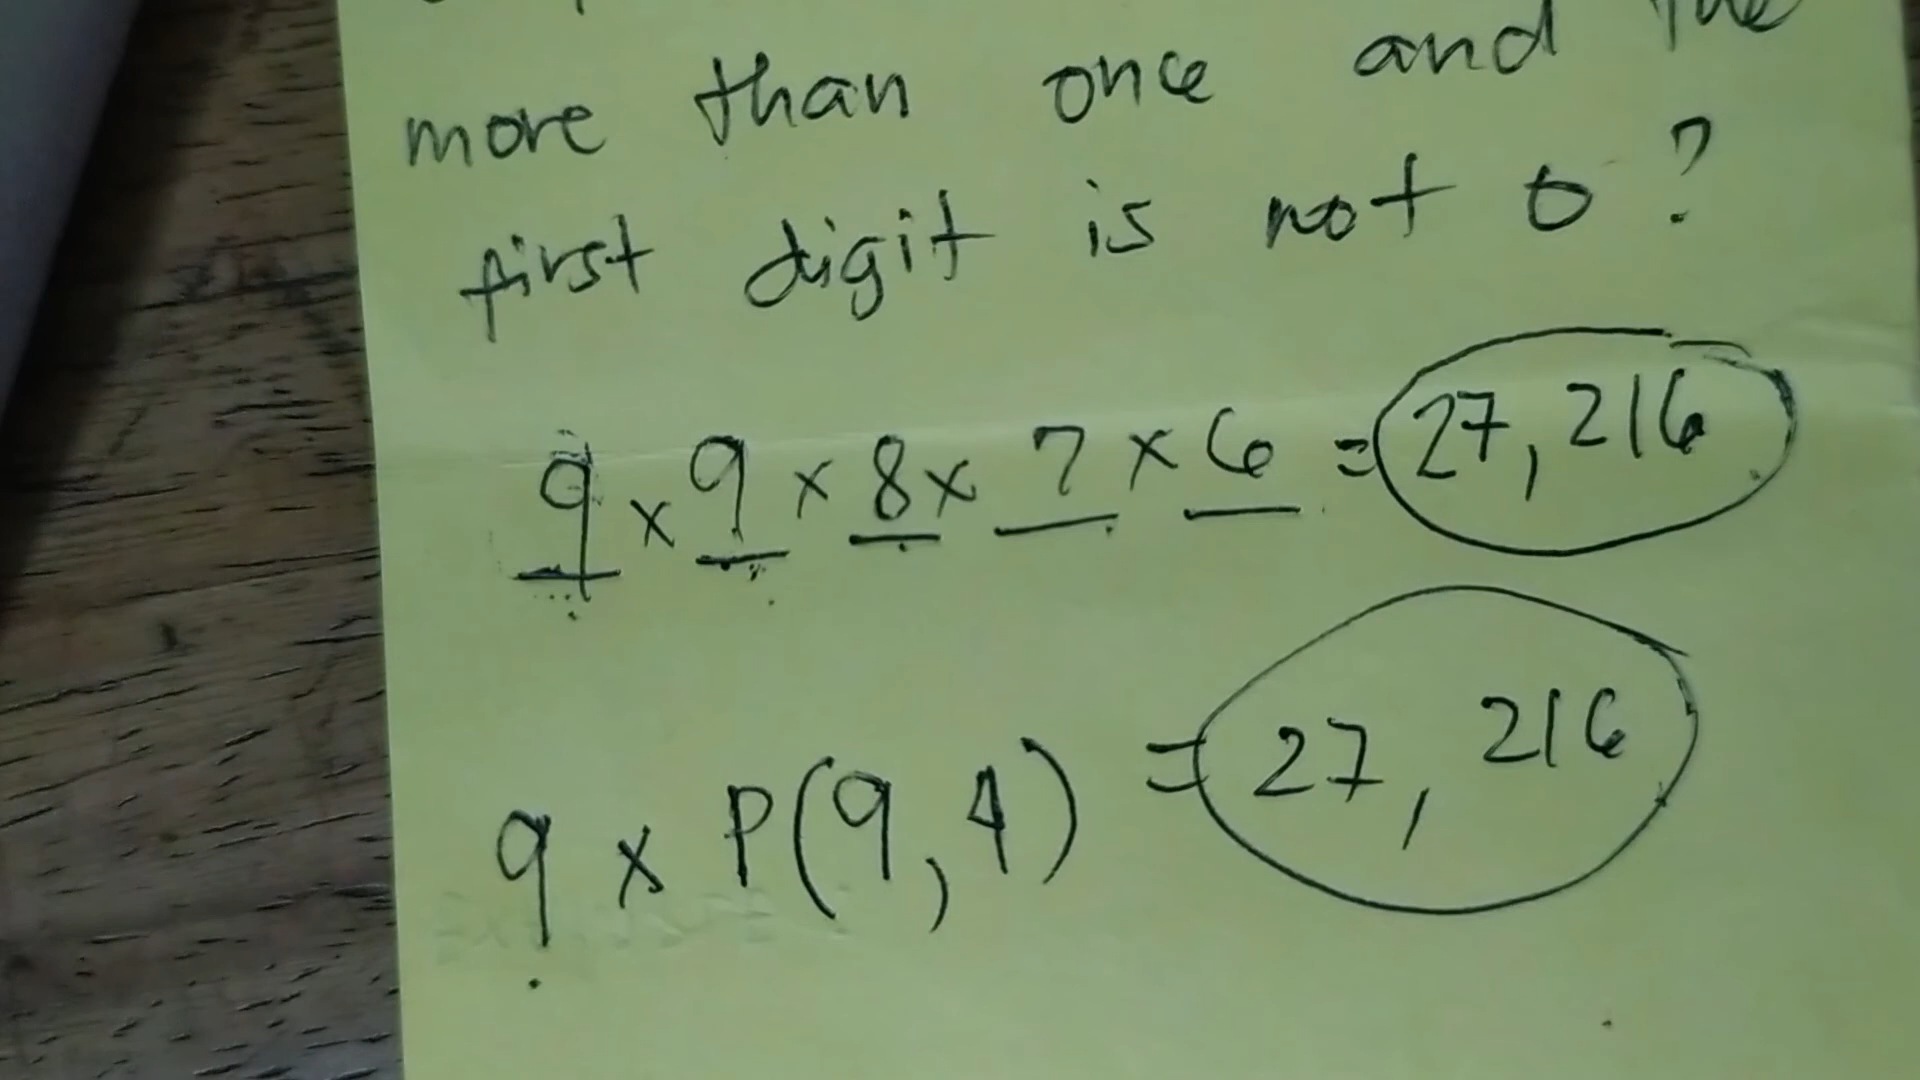 more than once and the
first digit is not 0?
9 x 9 x 8 x 7 x 6 = 27,216
9 x P(9,4) = 27,216